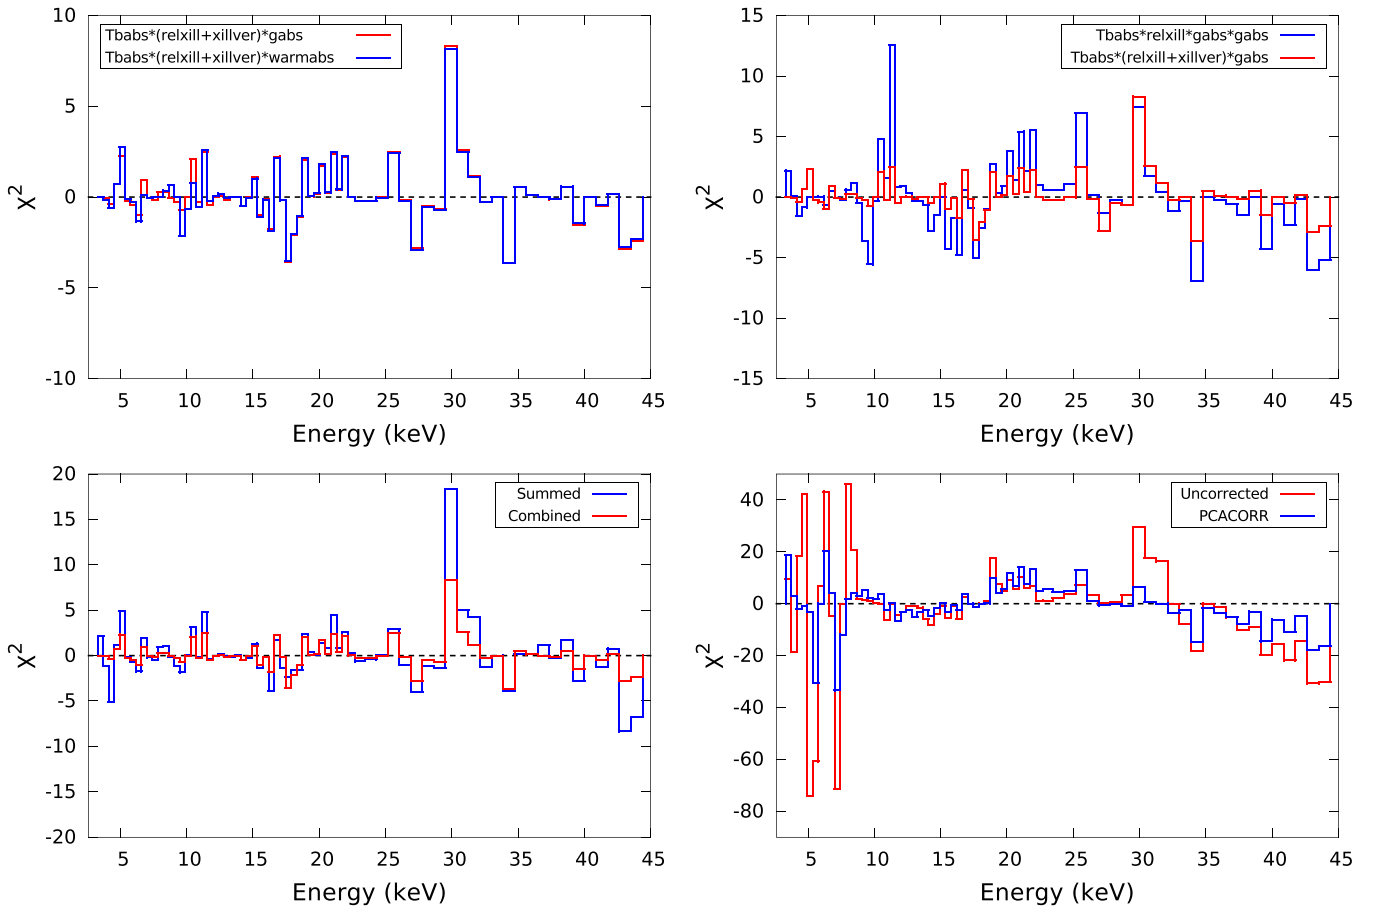 10
5
0
-5
-10
χ2
Tbabs*(relxill+xillver)*gabs
Tbabs*(relxill+xillver)*warmabs
5 10 15 20 25 30 35 40 45
Energy (keV)
15
10
5
0
-5
-10
-15
χ2
Tbabs*relxill*gabs*gabs
Tbabs*(relxill+xillver)*gabs
5 10 15 20 25 30 35 40 45
Energy (keV)
20
15
10
5
0
-5
-10
-15
-20
χ2
Summed
Combined
5 10 15 20 25 30 35 40 45
Energy (keV)
40
20
0
-20
-40
-60
-80
χ2
Uncorrected
PCACORR
5 10 15 20 25 30 35 40 45
Energy (keV)